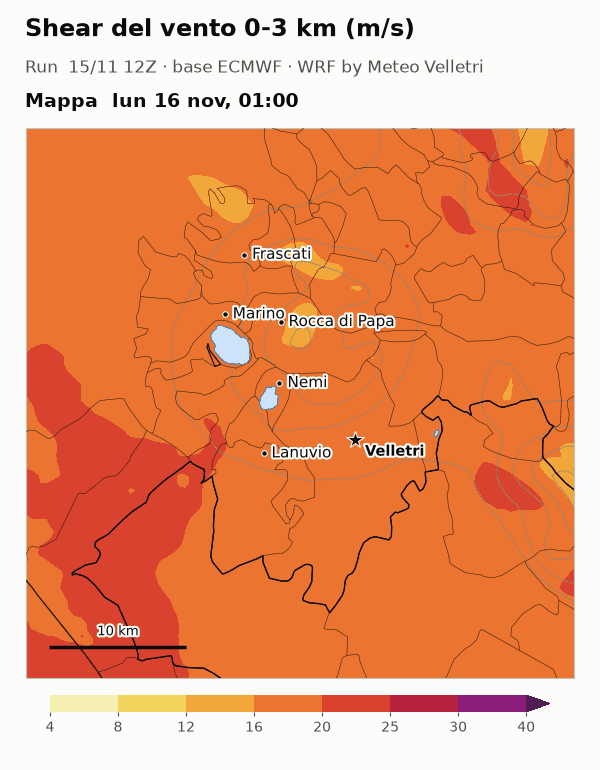 Shear del vento 0-3 km (m/s)
Run  15/11 12Z · base ECMWF · WRF by Meteo Velletri
Mappa  lun 16 nov, 01:00
Frascati
Marino
Rocca di Papa
Nemi
Velletri
Lanuvio
10 km
4 8 12 16 20 25 30 40